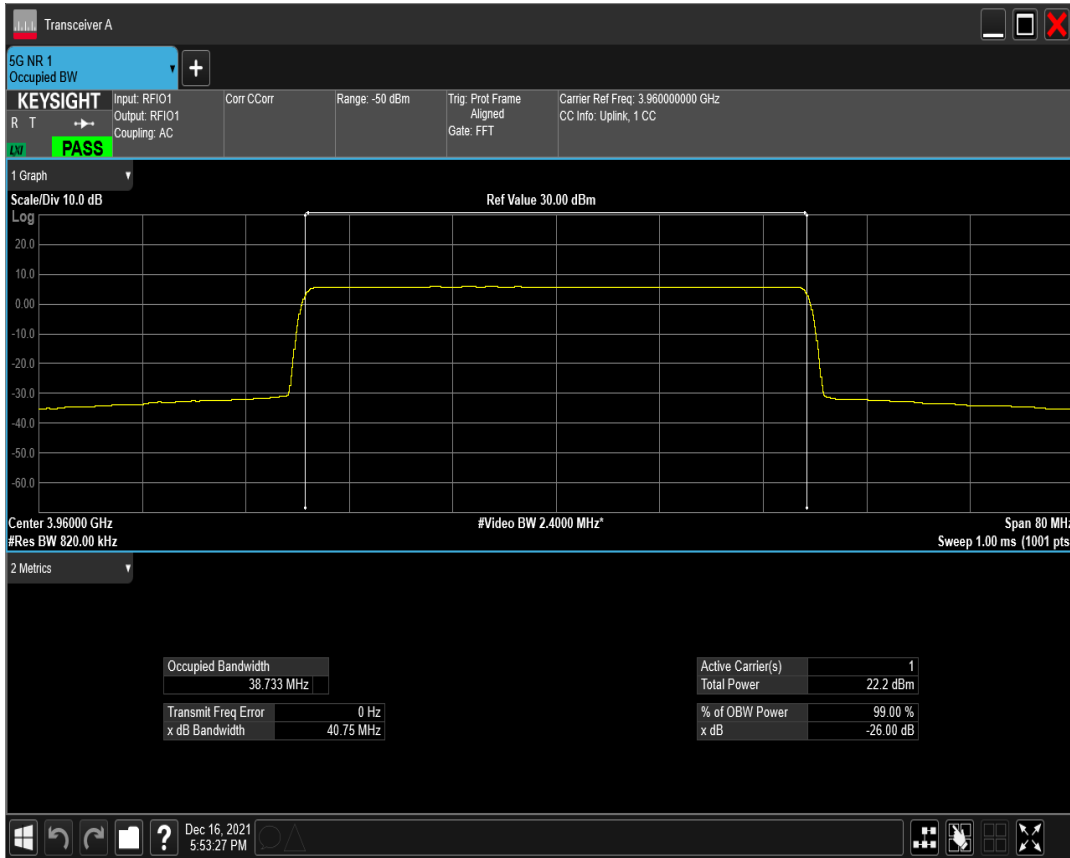 Transceiver A
5G NR 1
Occupied BW
+
KEYSIGHT
R T
LXI
PASS
Input: RFIO1
Output: RFIO1
Coupling: AC
Corr CCorr
Range: -50 dBm
Trig: Prot Frame
Aligned
Gate: FFT
Carrier Ref Freq: 3.960000000 GHz
CC Info: Uplink, 1 CC
1 Graph
Scale/Div 10.0 dB
Ref Value 30.00 dBm
Log
20.0
10.0
0.00
-10.0
-20.0
-30.0
-40.0
-50.0
-60.0
Center 3.96000 GHz
#Video BW 2.4000 MHz*
Span 80 MHz
#Res BW 820.00 kHz
Sweep 1.00 ms (1001 pts
2 Metrics
Occupied Bandwidth
38.733 MHz
Transmit Freq Error 0 Hz
x dB Bandwidth 40.75 MHz
Active Carrier(s) 1
Total Power 22.2 dBm
% of OBW Power 99.00 %
x dB -26.00 dB
?
Dec 16, 2021
5:53:27 PM